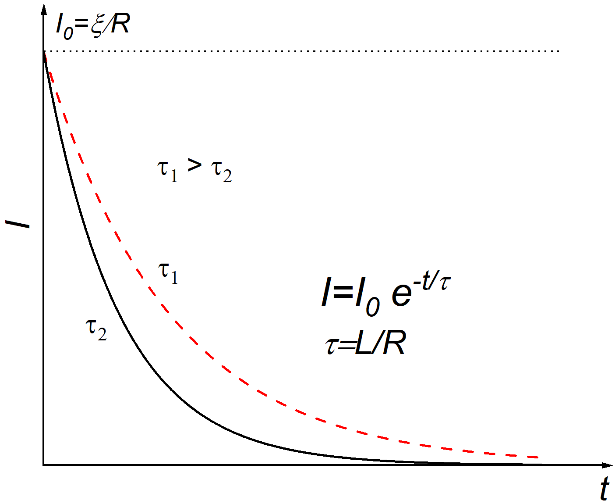 I₀=ξ/R
τ₁ > τ₂
I
τ₁
I=I₀ e^-t/τ
τ₂
τ=L/R
t